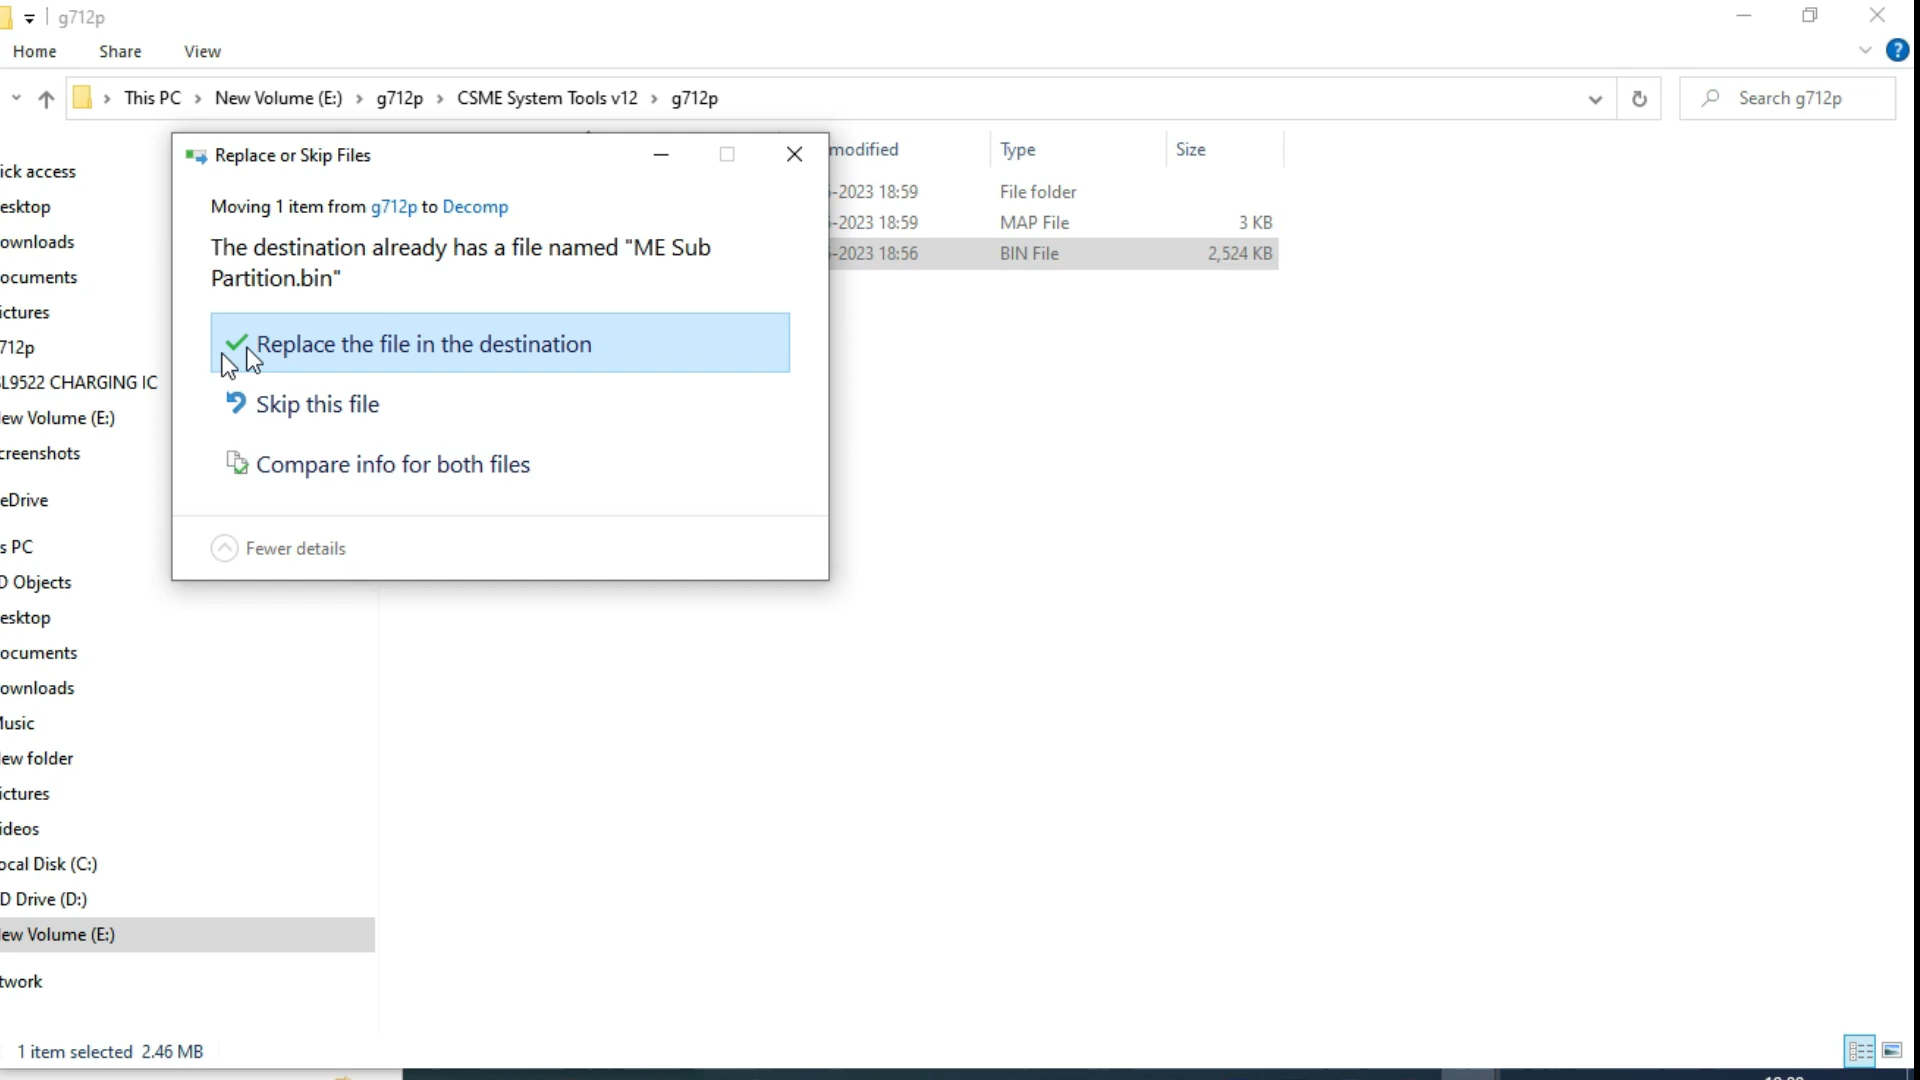 g712p
Home Share View
This PC > New Volume (E:) > g712p > CSME System Tools v12 > g712p
Search g712p
modified Type Size
Replace or Skip Files
Moving 1 item from g712p to Decomp
The destination already has a file named "ME Sub
Partition.bin"
Replace the file in the destination
Skip this file
Compare info for both files
Fewer details
-2023 18:59 File folder
-2023 18:59 MAP File 3 KB
-2023 18:56 BIN File 2,524 KB
ick access
esktop
ownloads
ocuments
ictures
712p
L9522 CHARGING IC
ew Volume (E:)
creenshots
eDrive
s PC
D Objects
esktop
ocuments
ownloads
usic
ew folder
ictures
ideos
ocal Disk (C:)
D Drive (D:)
ew Volume (E:)
twork
1 item selected 2.46 MB